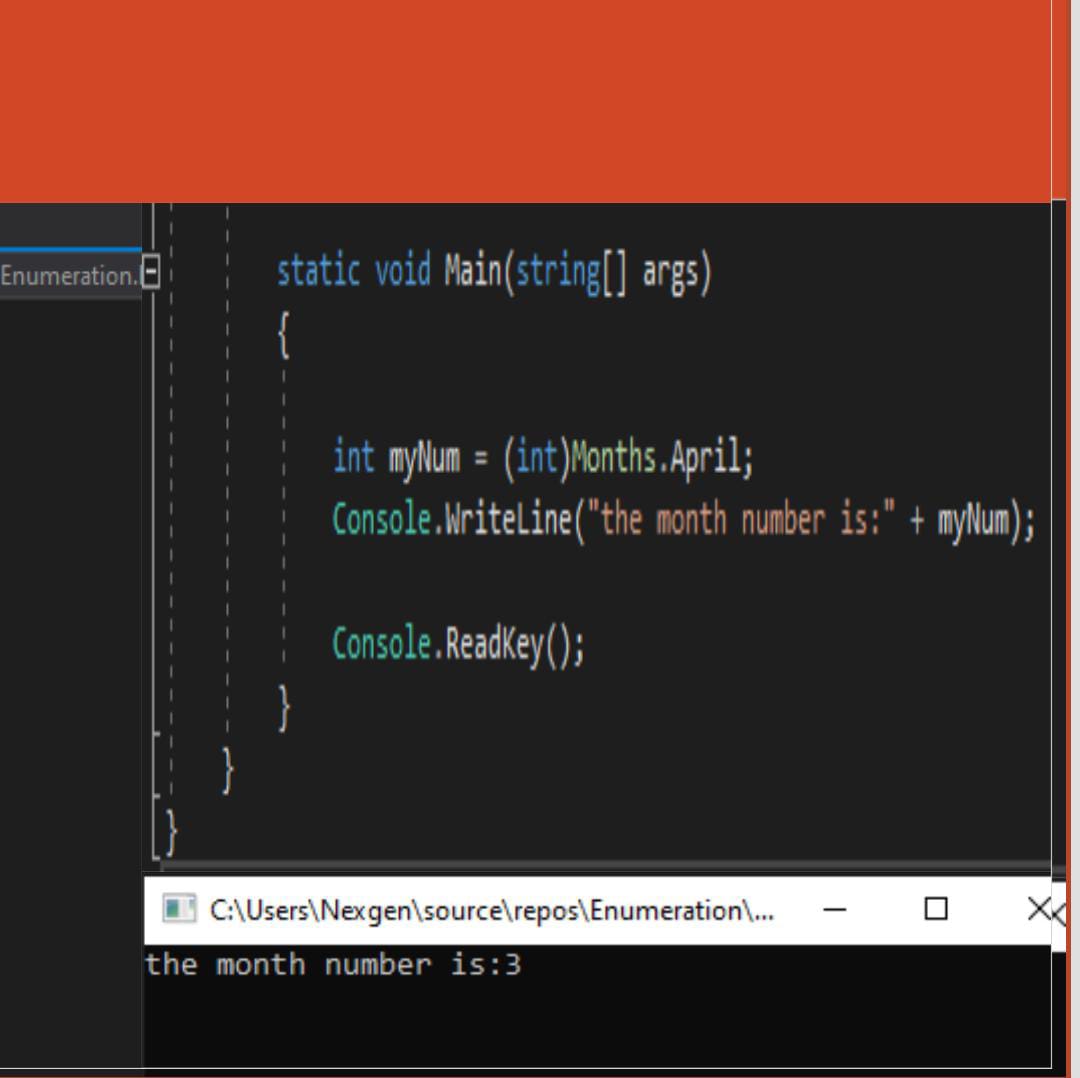 Enumeration.
static void Main(string[] args)
{
int myNum = (int)Months.April;
Console.WriteLine("the month number is:" + myNum);
Console.ReadKey();
}
}
}
C:\Users\Nexgen\source\repos\Enumeration\...
the month number is:3